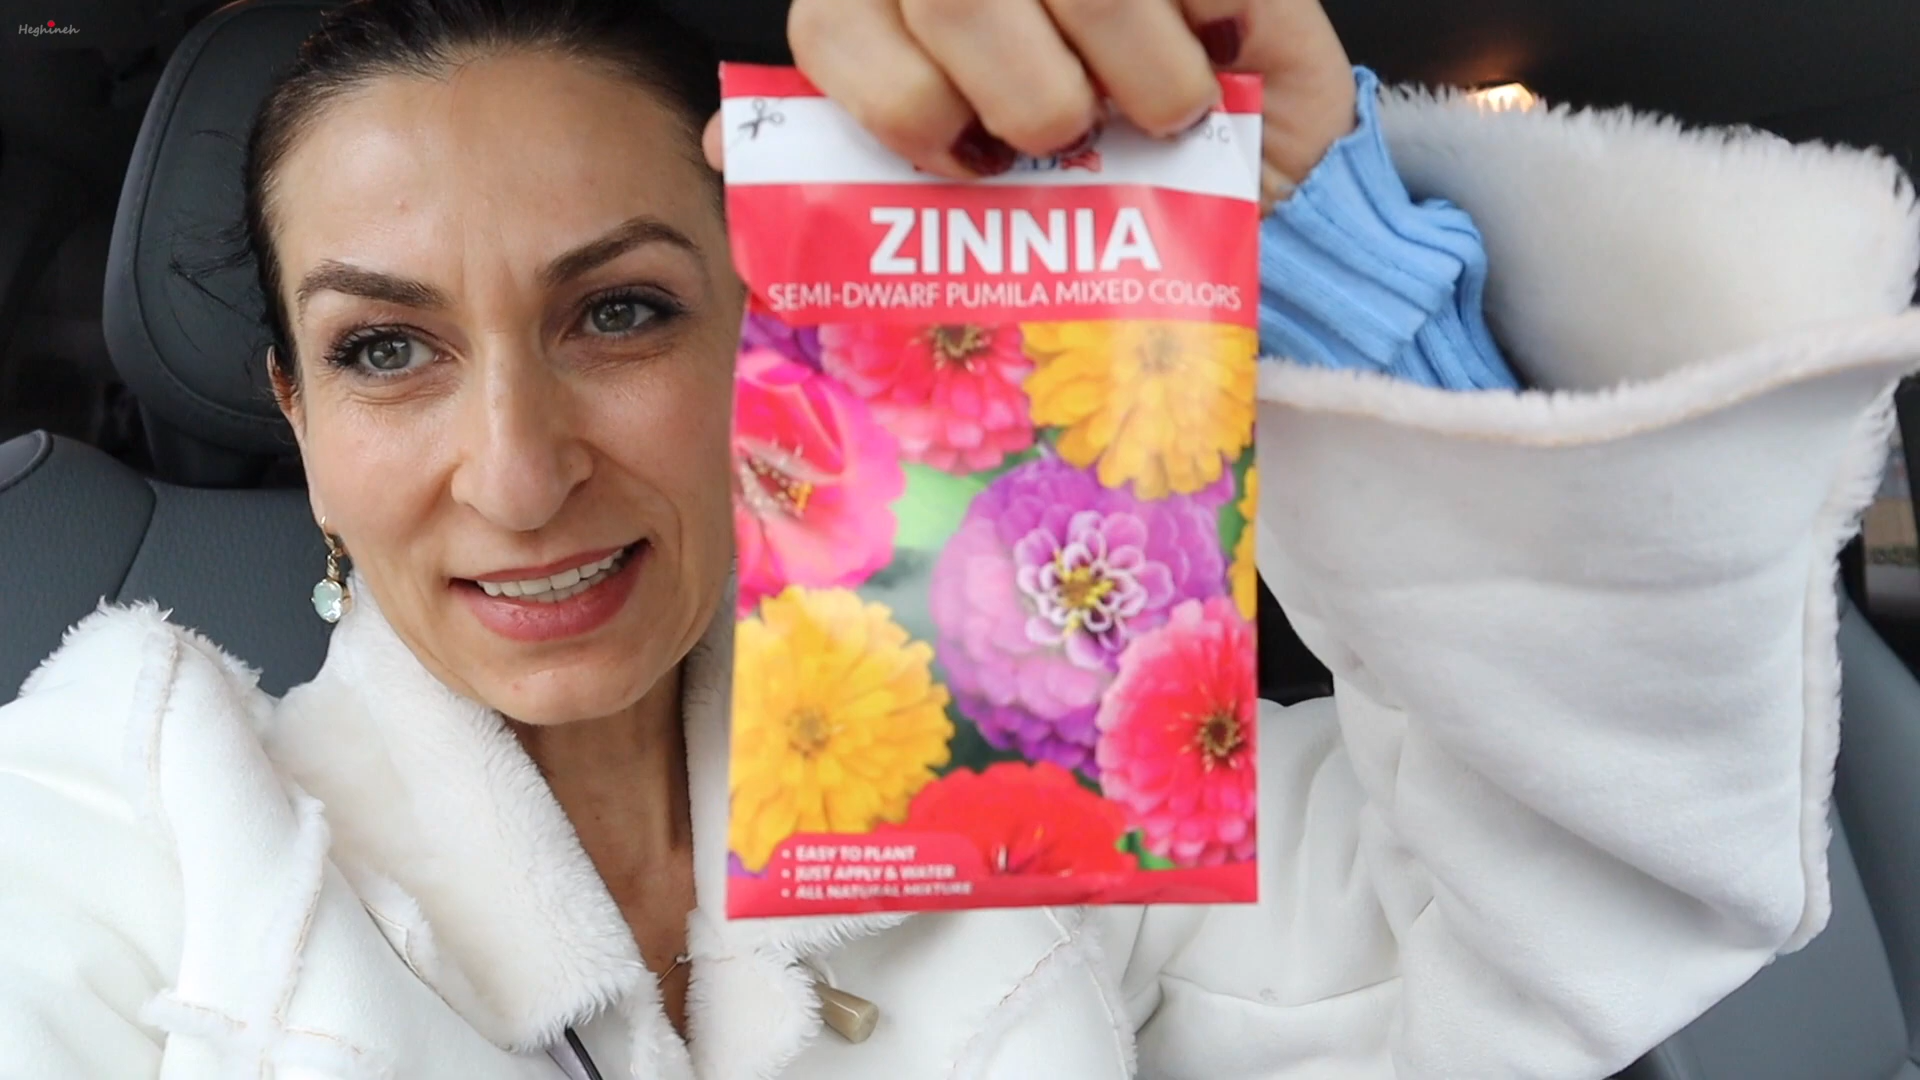 Heghineh
ZINNIA
SEMI-DWARF PUMILA MIXED COLORS
• EASY TO PLANT
• JUST APPLY & WATER
• ALL NATURAL MIXTURE